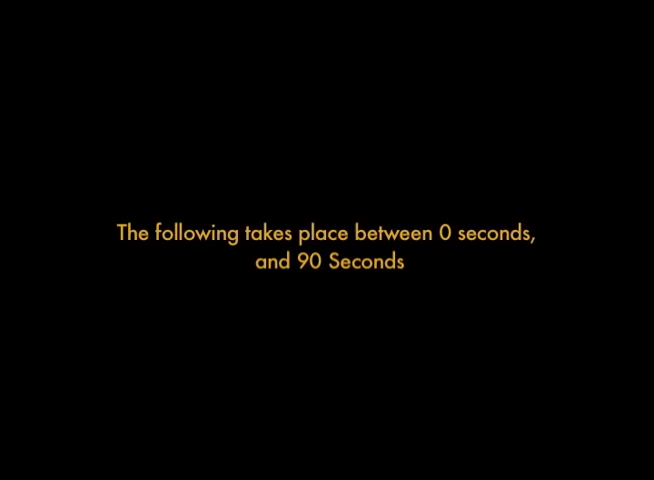 The following takes place between 0 seconds,
and 90 Seconds